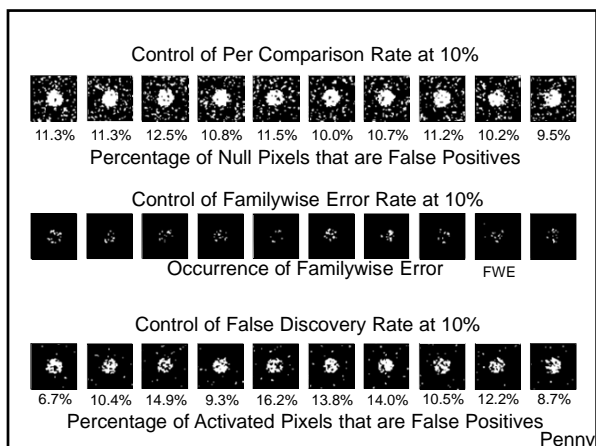 Control of Per Comparison Rate at 10%
11.3% 11.3% 12.5% 10.8% 11.5% 10.0% 10.7% 11.2% 10.2% 9.5%
Percentage of Null Pixels that are False Positives
Control of Familywise Error Rate at 10%
Occurrence of Familywise Error FWE
Control of False Discovery Rate at 10%
6.7% 10.4% 14.9% 9.3% 16.2% 13.8% 14.0% 10.5% 12.2% 8.7%
Percentage of Activated Pixels that are False Positives
Penny